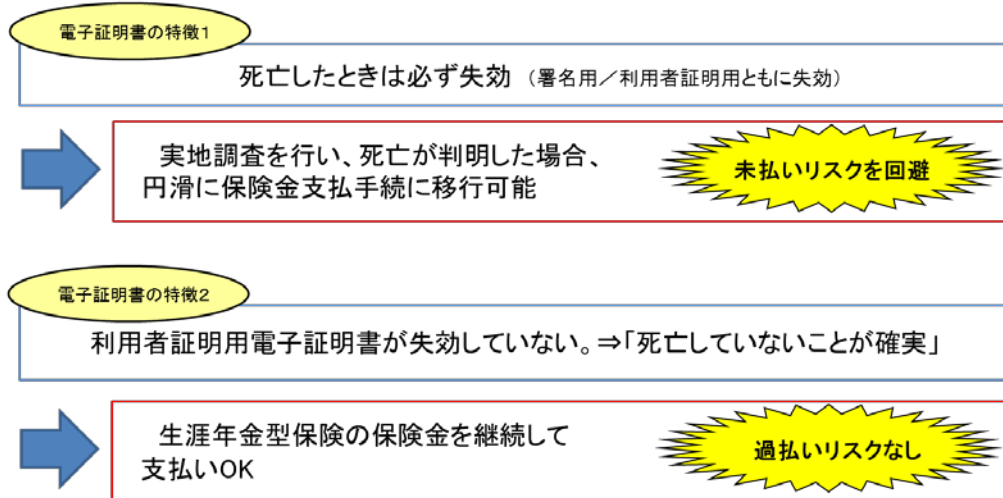 電子証明書の特徴1
死亡したときは必ず失効 (署名用/利用者証明用ともに失効)
実地調査を行い、死亡が判明した場合、
円滑に保険金支払手続に移行可能
未払いリスクを回避
電子証明書の特徴2
利用者証明用電子証明書が失効していない。⇒「死亡していないことが確実」
生涯年金型保険の保険金を継続して
支払いOK
過払いリスクなし